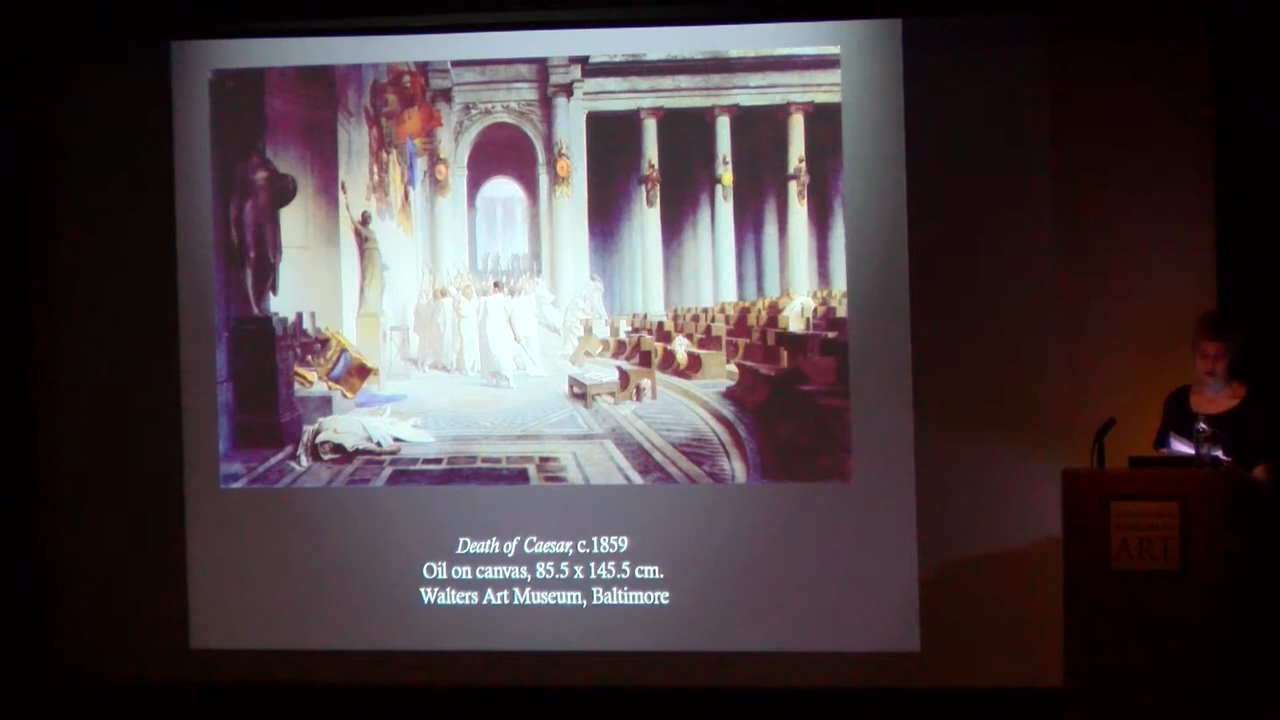 Death of Caesar, c.1859
Oil on canvas, 85.5 x 145.5 cm.
Walters Art Museum, Baltimore
ART